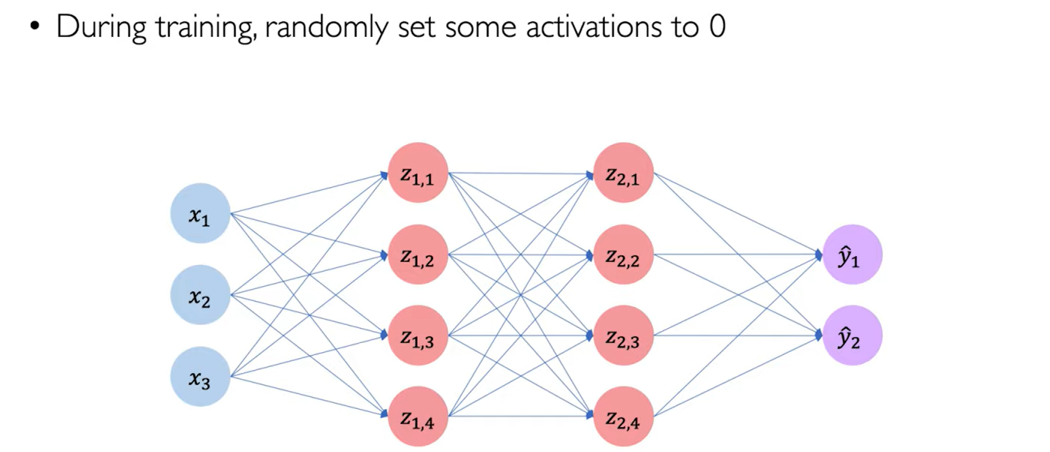 • During training, randomly set some activations to 0
z₁,₁
z₂,₁
x₁
z₁,₂
z₂,₂
ŷ₁
x₂
z₁,₃
z₂,₃
ŷ₂
x₃
z₁,₄
z₂,₄